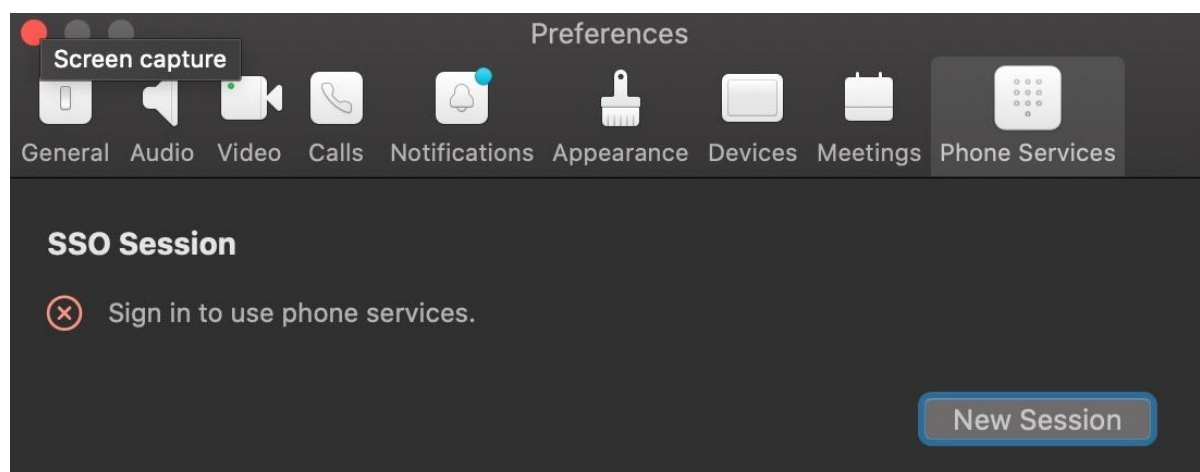 Preferences
Screen capture
General Audio Video Calls Notifications Appearance Devices Meetings Phone Services
SSO Session
Sign in to use phone services.
New Session